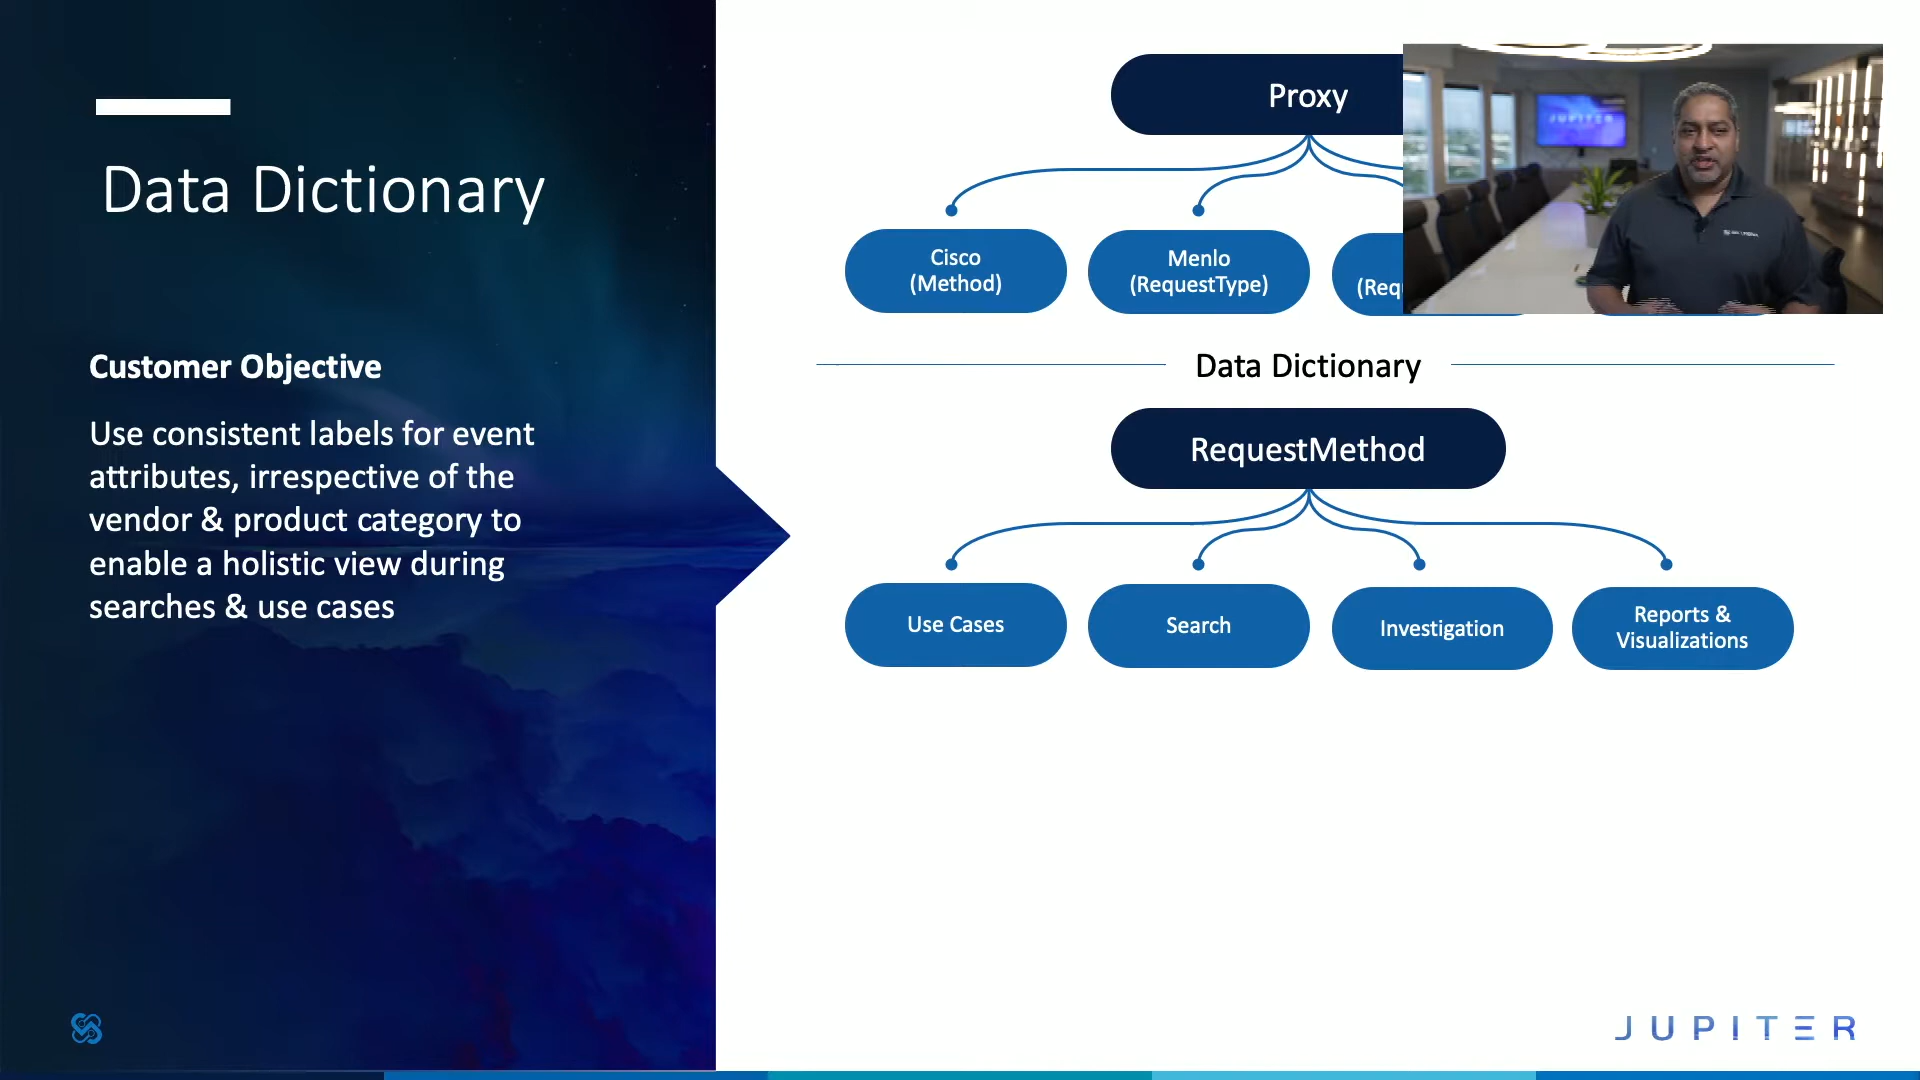 Data Dictionary
Customer Objective
Use consistent labels for event
attributes, irrespective of the
vendor & product category to
enable a holistic view during
searches & use cases
Proxy
Cisco
(Method)
Menlo
(RequestType)
(Req
JUPITER
Data Dictionary
RequestMethod
Use Cases
Search
Investigation
Reports &
Visualizations
JUPITER